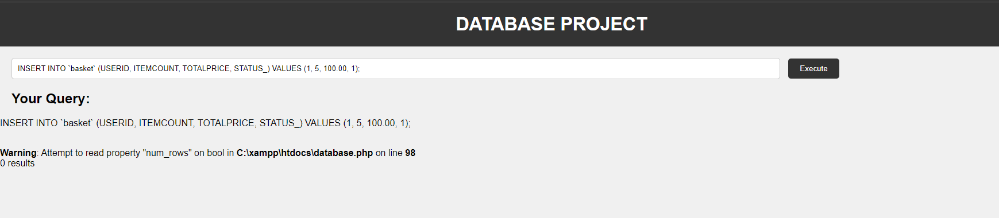 DATABASE PROJECT
INSERT INTO `basket` (USERID, ITEMCOUNT, TOTALPRICE, STATUS_) VALUES (1, 5, 100.00, 1);
Execute
Your Query:
INSERT INTO `basket` (USERID, ITEMCOUNT, TOTALPRICE, STATUS_) VALUES (1, 5, 100.00, 1);
Warning: Attempt to read property "num_rows" on bool in C:\xampp\htdocs\database.php on line 98
0 results